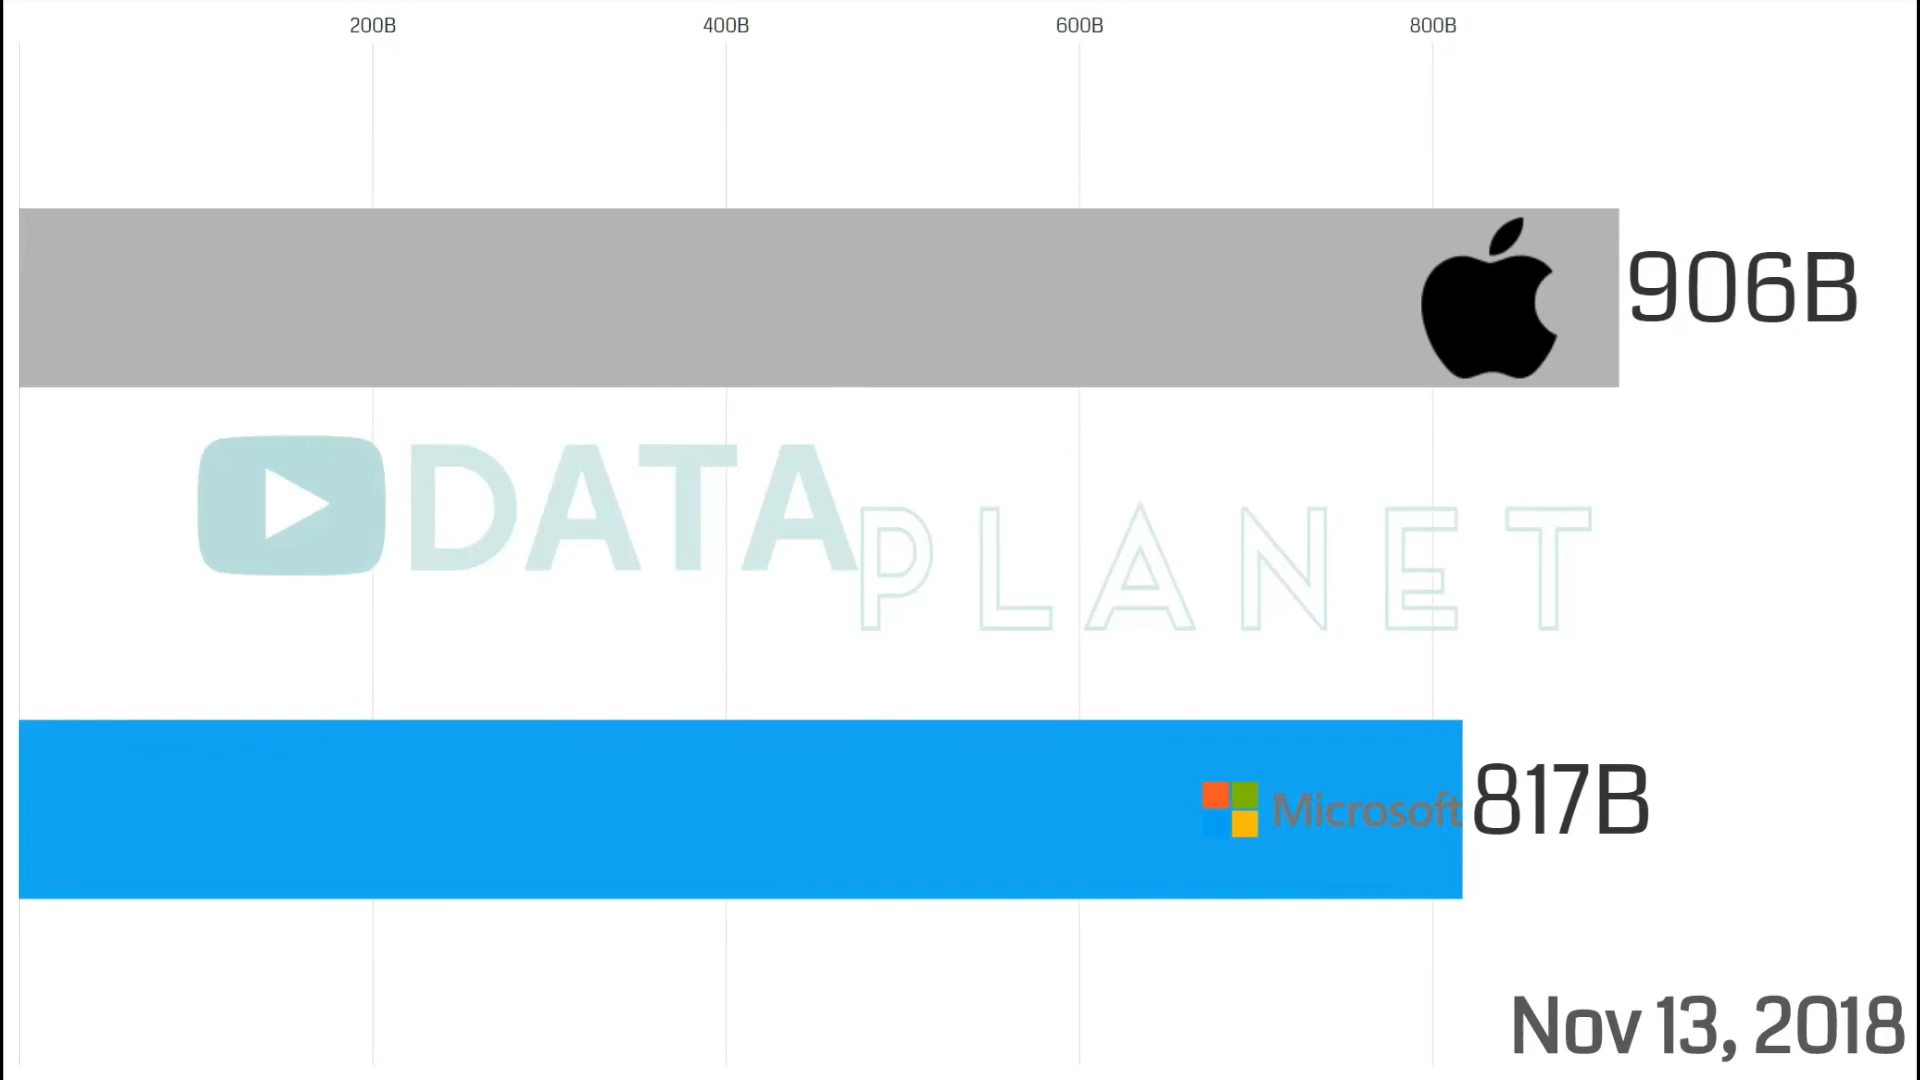 200B 400B 600B 800B
906B
DATA PLANET
Microsoft 817B
Nov 13, 2018